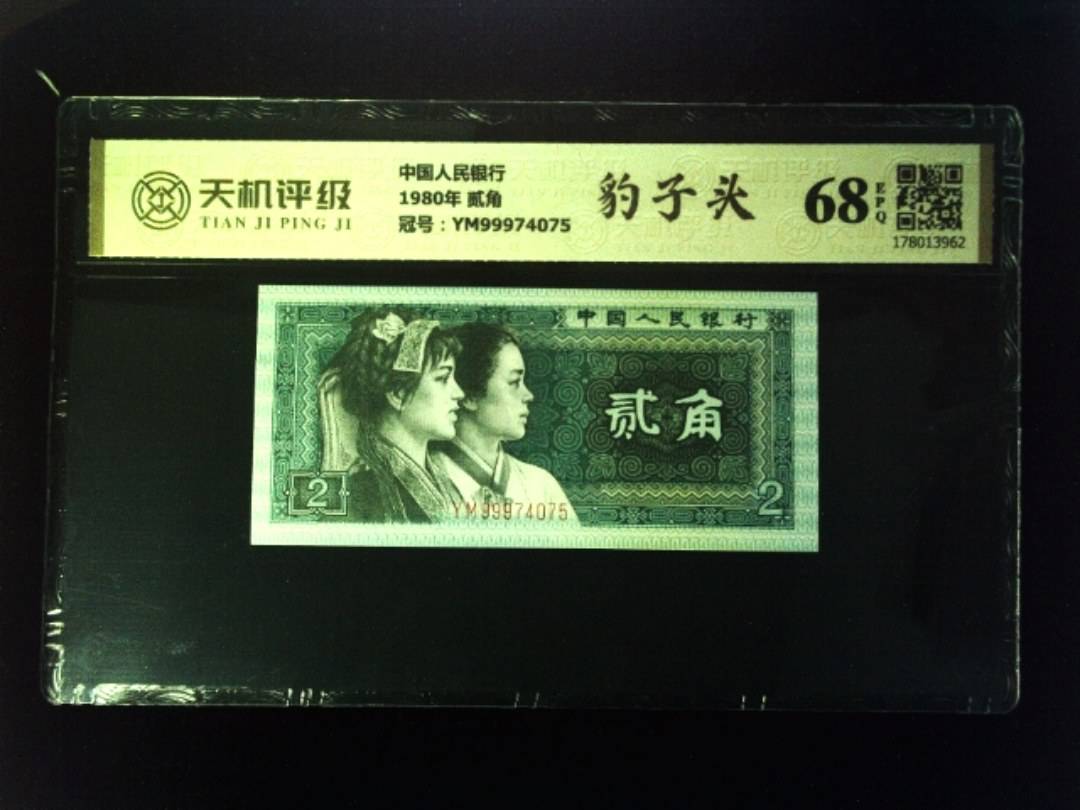 天机评级
TIAN JI PING JI
中国人民银行
1980年 贰角
冠号：YM99974075
豹子头
68
EPQ
178013962
中国人民银行
贰角
2
YM99974075
2